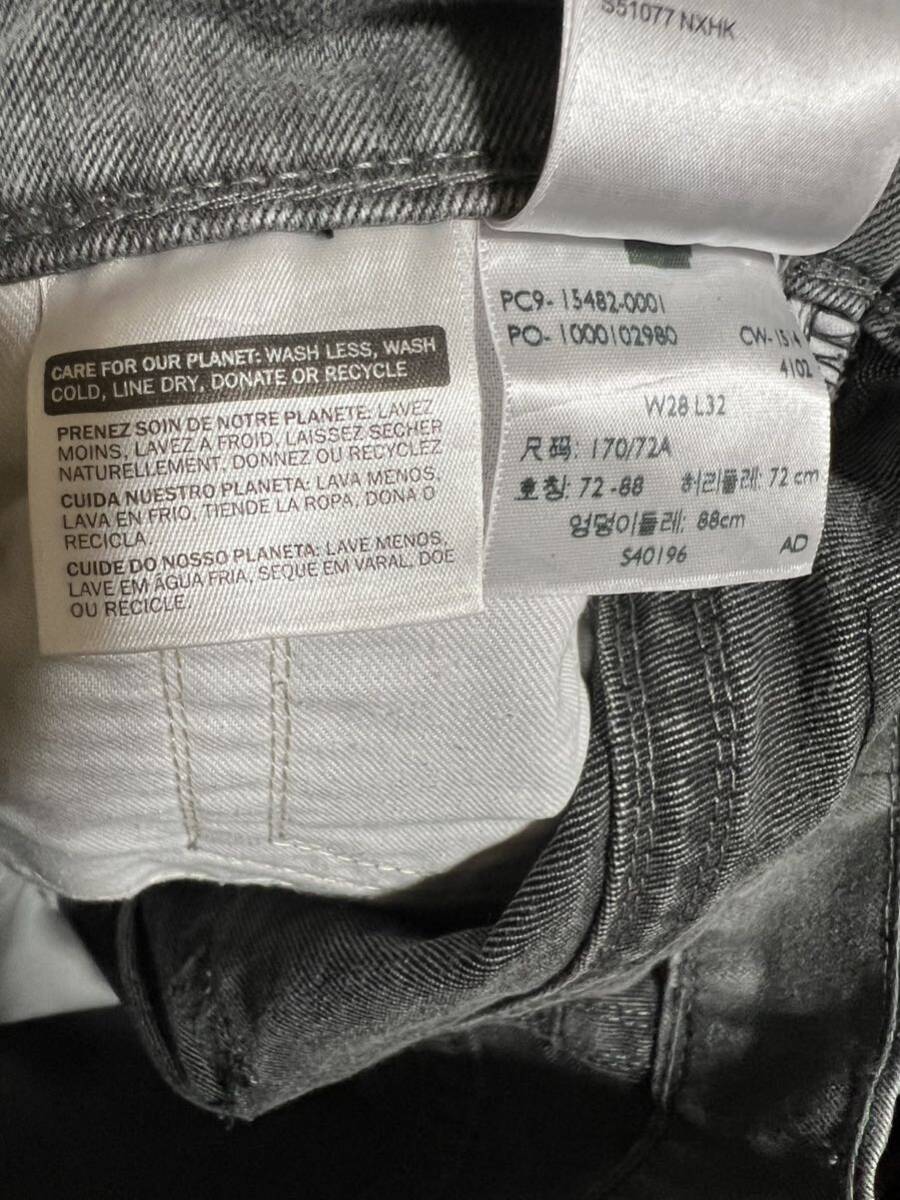 S51077 NXHK
CARE FOR OUR PLANET: WASH LESS, WASH
COLD, LINE DRY, DONATE OR RECYCLE
PRENEZ SOIN DE NOTRE PLANETE: LAVEZ
MOINS, LAVEZ A FROID, LAISSEZ SECHER
NATURELLEMENT, DONNEZ OU RECYCLEZ
CUIDA NUESTRO PLANETA: LAVA MENOS,
LAVA EN FRIO, TIENDE LA ROPA, DONA O
RECICLA.
CUIDE DO NOSSO PLANETA: LAVE MENOS,
LAVE EM ÁGUA FRIA, SEQUE EM VARAL, DOE
OU RECICLE.
PC9- 15482-0001
PO- 1000102980 CW-15/4
4102
W28 L32
尺码: 170/72A
호칭: 72 -88 허리둘레: 72 cm
엉덩이둘레: 88cm
S40196 AD